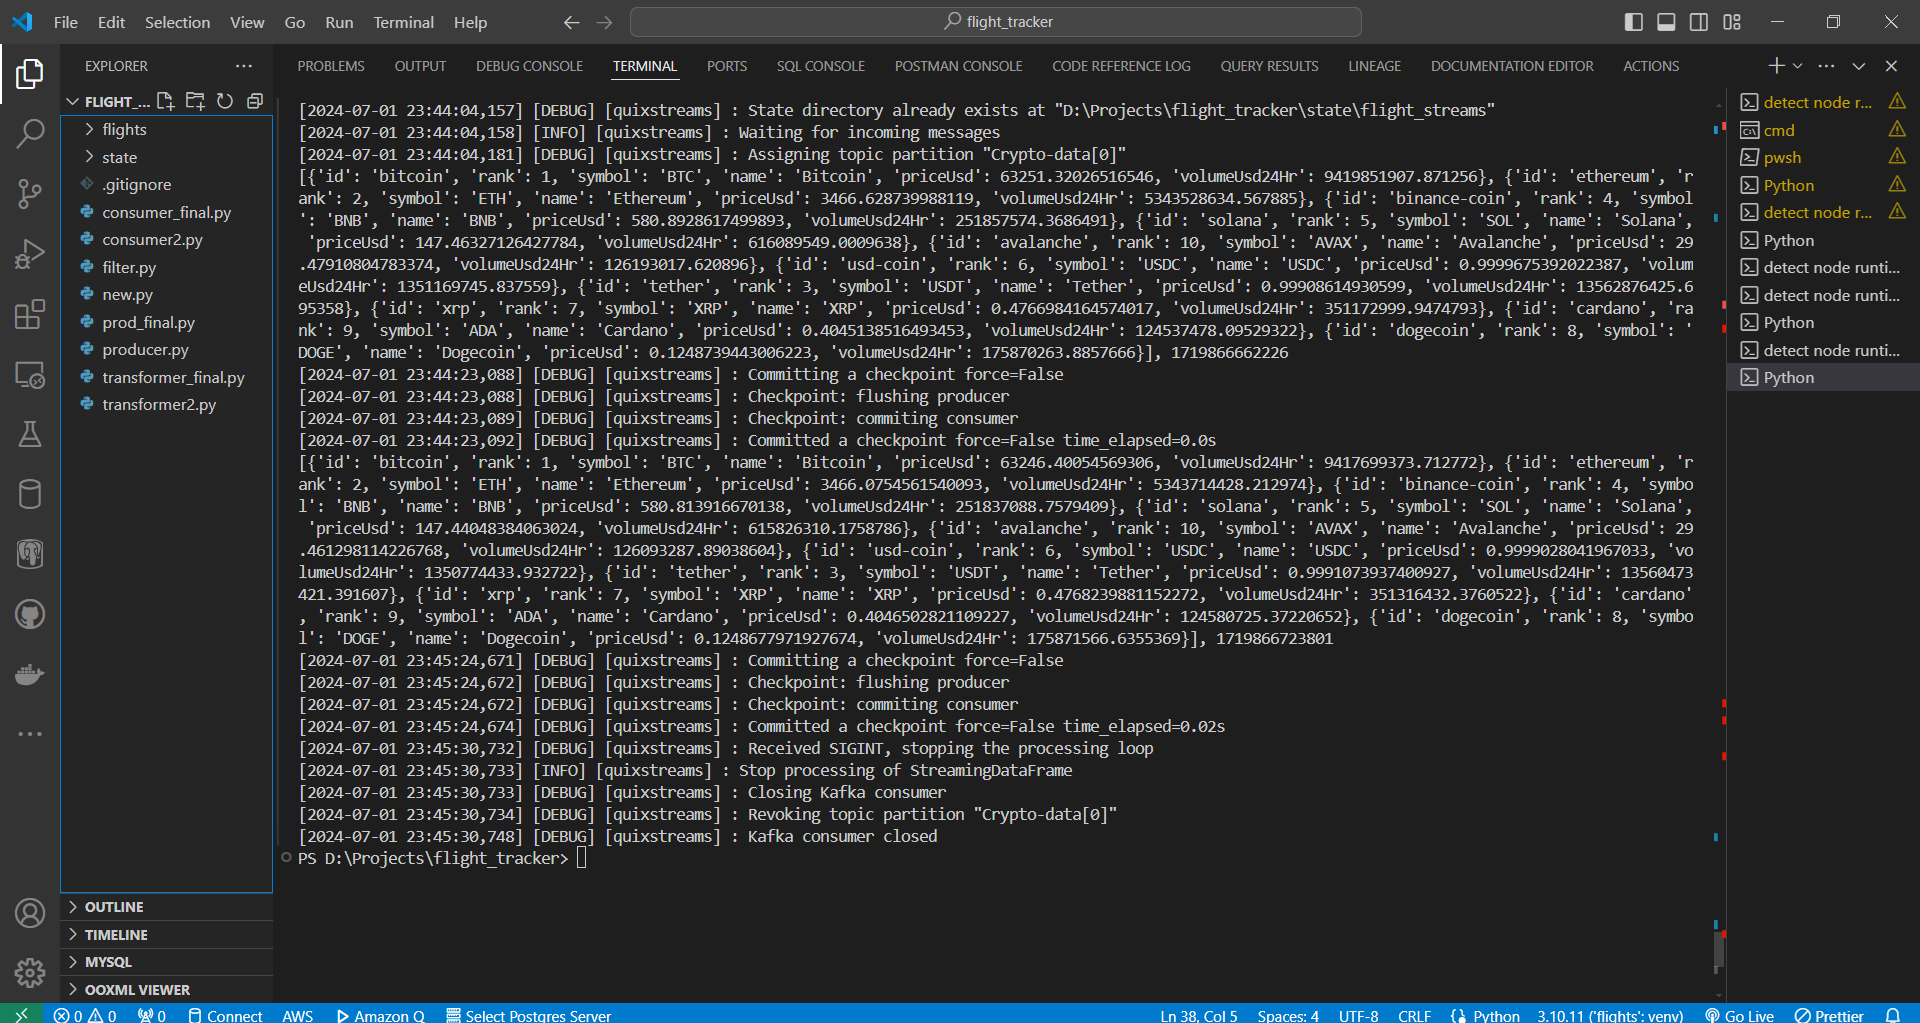 File Edit Selection View Go Run Terminal Help
flight_tracker
EXPLORER
PROBLEMS OUTPUT DEBUG CONSOLE TERMINAL PORTS SQL CONSOLE POSTMAN CONSOLE CODE REFERENCE LOG QUERY RESULTS LINEAGE DOCUMENTATION EDITOR ACTIONS
FLIGHT_...
flights
state
.gitignore
consumer_final.py
consumer2.py
filter.py
new.py
prod_final.py
producer.py
transformer_final.py
transformer2.py
OUTLINE
TIMELINE
MYSQL
OOXML VIEWER
[2024-07-01 23:44:04,157] [DEBUG] [quixstreams] : State directory already exists at "D:\Projects\flight_tracker\state\flight_streams"
[2024-07-01 23:44:04,158] [INFO] [quixstreams] : Waiting for incoming messages
[2024-07-01 23:44:04,181] [DEBUG] [quixstreams] : Assigning topic partition "Crypto-data[0]"
[{'id': 'bitcoin', 'rank': 1, 'symbol': 'BTC', 'name': 'Bitcoin', 'priceUsd': 63251.32026516546, 'volumeUsd24Hr': 9419851907.871256}, {'id': 'ethereum', 'r
ank': 2, 'symbol': 'ETH', 'name': 'Ethereum', 'priceUsd': 3466.628739988119, 'volumeUsd24Hr': 5343528634.567885}, {'id': 'binance-coin', 'rank': 4, 'symbol
': 'BNB', 'name': 'BNB', 'priceUsd': 580.8928617499893, 'volumeUsd24Hr': 251857574.3686491}, {'id': 'solana', 'rank': 5, 'symbol': 'SOL', 'name': 'Solana',
'priceUsd': 147.46327126427784, 'volumeUsd24Hr': 616089549.0009638}, {'id': 'avalanche', 'rank': 10, 'symbol': 'AVAX', 'name': 'Avalanche', 'priceUsd': 29
.47910804783374, 'volumeUsd24Hr': 126193017.620896}, {'id': 'usd-coin', 'rank': 6, 'symbol': 'USDC', 'name': 'USDC', 'priceUsd': 0.9999675392022387, 'volum
eUsd24Hr': 1351169745.837559}, {'id': 'tether', 'rank': 3, 'symbol': 'USDT', 'name': 'Tether', 'priceUsd': 0.99908614930599, 'volumeUsd24Hr': 13562876425.6
95358}, {'id': 'xrp', 'rank': 7, 'symbol': 'XRP', 'name': 'XRP', 'priceUsd': 0.4766984164574017, 'volumeUsd24Hr': 351172999.9474793}, {'id': 'cardano', 'ra
nk': 9, 'symbol': 'ADA', 'name': 'Cardano', 'priceUsd': 0.4045138516493453, 'volumeUsd24Hr': 124537478.09529322}, {'id': 'dogecoin', 'rank': 8, 'symbol': '
DOGE', 'name': 'Dogecoin', 'priceUsd': 0.1248739443006223, 'volumeUsd24Hr': 175870263.8857666}], 1719866662226
[2024-07-01 23:44:23,088] [DEBUG] [quixstreams] : Committing a checkpoint force=False
[2024-07-01 23:44:23,088] [DEBUG] [quixstreams] : Checkpoint: flushing producer
[2024-07-01 23:44:23,089] [DEBUG] [quixstreams] : Checkpoint: commiting consumer
[2024-07-01 23:44:23,092] [DEBUG] [quixstreams] : Committed a checkpoint force=False time_elapsed=0.0s
[{'id': 'bitcoin', 'rank': 1, 'symbol': 'BTC', 'name': 'Bitcoin', 'priceUsd': 63246.40054569306, 'volumeUsd24Hr': 9417699373.712772}, {'id': 'ethereum', 'r
ank': 2, 'symbol': 'ETH', 'name': 'Ethereum', 'priceUsd': 3466.0754561540093, 'volumeUsd24Hr': 5343714428.212974}, {'id': 'binance-coin', 'rank': 4, 'symbo
l': 'BNB', 'name': 'BNB', 'priceUsd': 580.813916670138, 'volumeUsd24Hr': 251837088.7579409}, {'id': 'solana', 'rank': 5, 'symbol': 'SOL', 'name': 'Solana',
'priceUsd': 147.44048384063024, 'volumeUsd24Hr': 615826310.1758786}, {'id': 'avalanche', 'rank': 10, 'symbol': 'AVAX', 'name': 'Avalanche', 'priceUsd': 29
.461298114226768, 'volumeUsd24Hr': 126093287.89038604}, {'id': 'usd-coin', 'rank': 6, 'symbol': 'USDC', 'name': 'USDC', 'priceUsd': 0.9999028041967033, 'vo
lumeUsd24Hr': 1350774433.932722}, {'id': 'tether', 'rank': 3, 'symbol': 'USDT', 'name': 'Tether', 'priceUsd': 0.9991073937400927, 'volumeUsd24Hr': 13560473
421.391607}, {'id': 'xrp', 'rank': 7, 'symbol': 'XRP', 'name': 'XRP', 'priceUsd': 0.4768239881152272, 'volumeUsd24Hr': 351316432.3760522}, {'id': 'cardano'
, 'rank': 9, 'symbol': 'ADA', 'name': 'Cardano', 'priceUsd': 0.4046502821109227, 'volumeUsd24Hr': 124580725.37220652}, {'id': 'dogecoin', 'rank': 8, 'symbo
l': 'DOGE', 'name': 'Dogecoin', 'priceUsd': 0.1248677971927674, 'volumeUsd24Hr': 175871566.6355369}], 1719866723801
[2024-07-01 23:45:24,671] [DEBUG] [quixstreams] : Committing a checkpoint force=False
[2024-07-01 23:45:24,672] [DEBUG] [quixstreams] : Checkpoint: flushing producer
[2024-07-01 23:45:24,672] [DEBUG] [quixstreams] : Checkpoint: commiting consumer
[2024-07-01 23:45:24,674] [DEBUG] [quixstreams] : Committed a checkpoint force=False time_elapsed=0.02s
[2024-07-01 23:45:30,732] [DEBUG] [quixstreams] : Received SIGINT, stopping the processing loop
[2024-07-01 23:45:30,733] [INFO] [quixstreams] : Stop processing of StreamingDataFrame
[2024-07-01 23:45:30,733] [DEBUG] [quixstreams] : Closing Kafka consumer
[2024-07-01 23:45:30,734] [DEBUG] [quixstreams] : Revoking topic partition "Crypto-data[0]"
[2024-07-01 23:45:30,748] [DEBUG] [quixstreams] : Kafka consumer closed
PS D:\Projects\flight_tracker>
detect node r...
cmd
pwsh
Python
detect node r...
Python
detect node runti...
detect node runti...
Python
detect node runti...
Python
0 0 0 Connect AWS Amazon Q Select Postgres Server Ln 38, Col 5 Spaces: 4 UTF-8 CRLF Python 3.10.11 ('flights': venv) Go Live Prettier